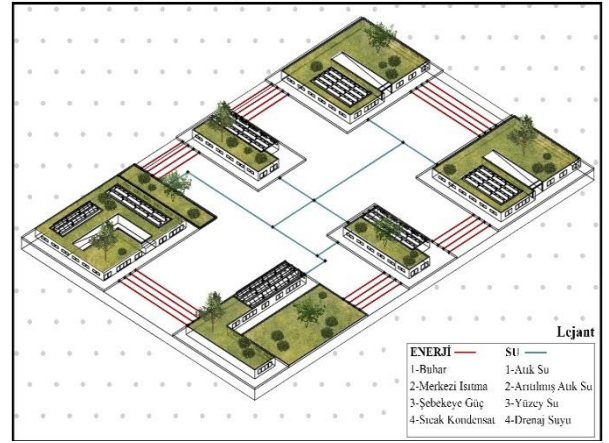 Lejant
ENERJİ SU
1-Buhar 1-Atık Su
2-Merkezi Isıtma 2-Arıtılmış Atık Su
3-Şebekeye Güç 3-Yüzey Su
4-Sıcak Kondensat 4-Drenaj Suyu